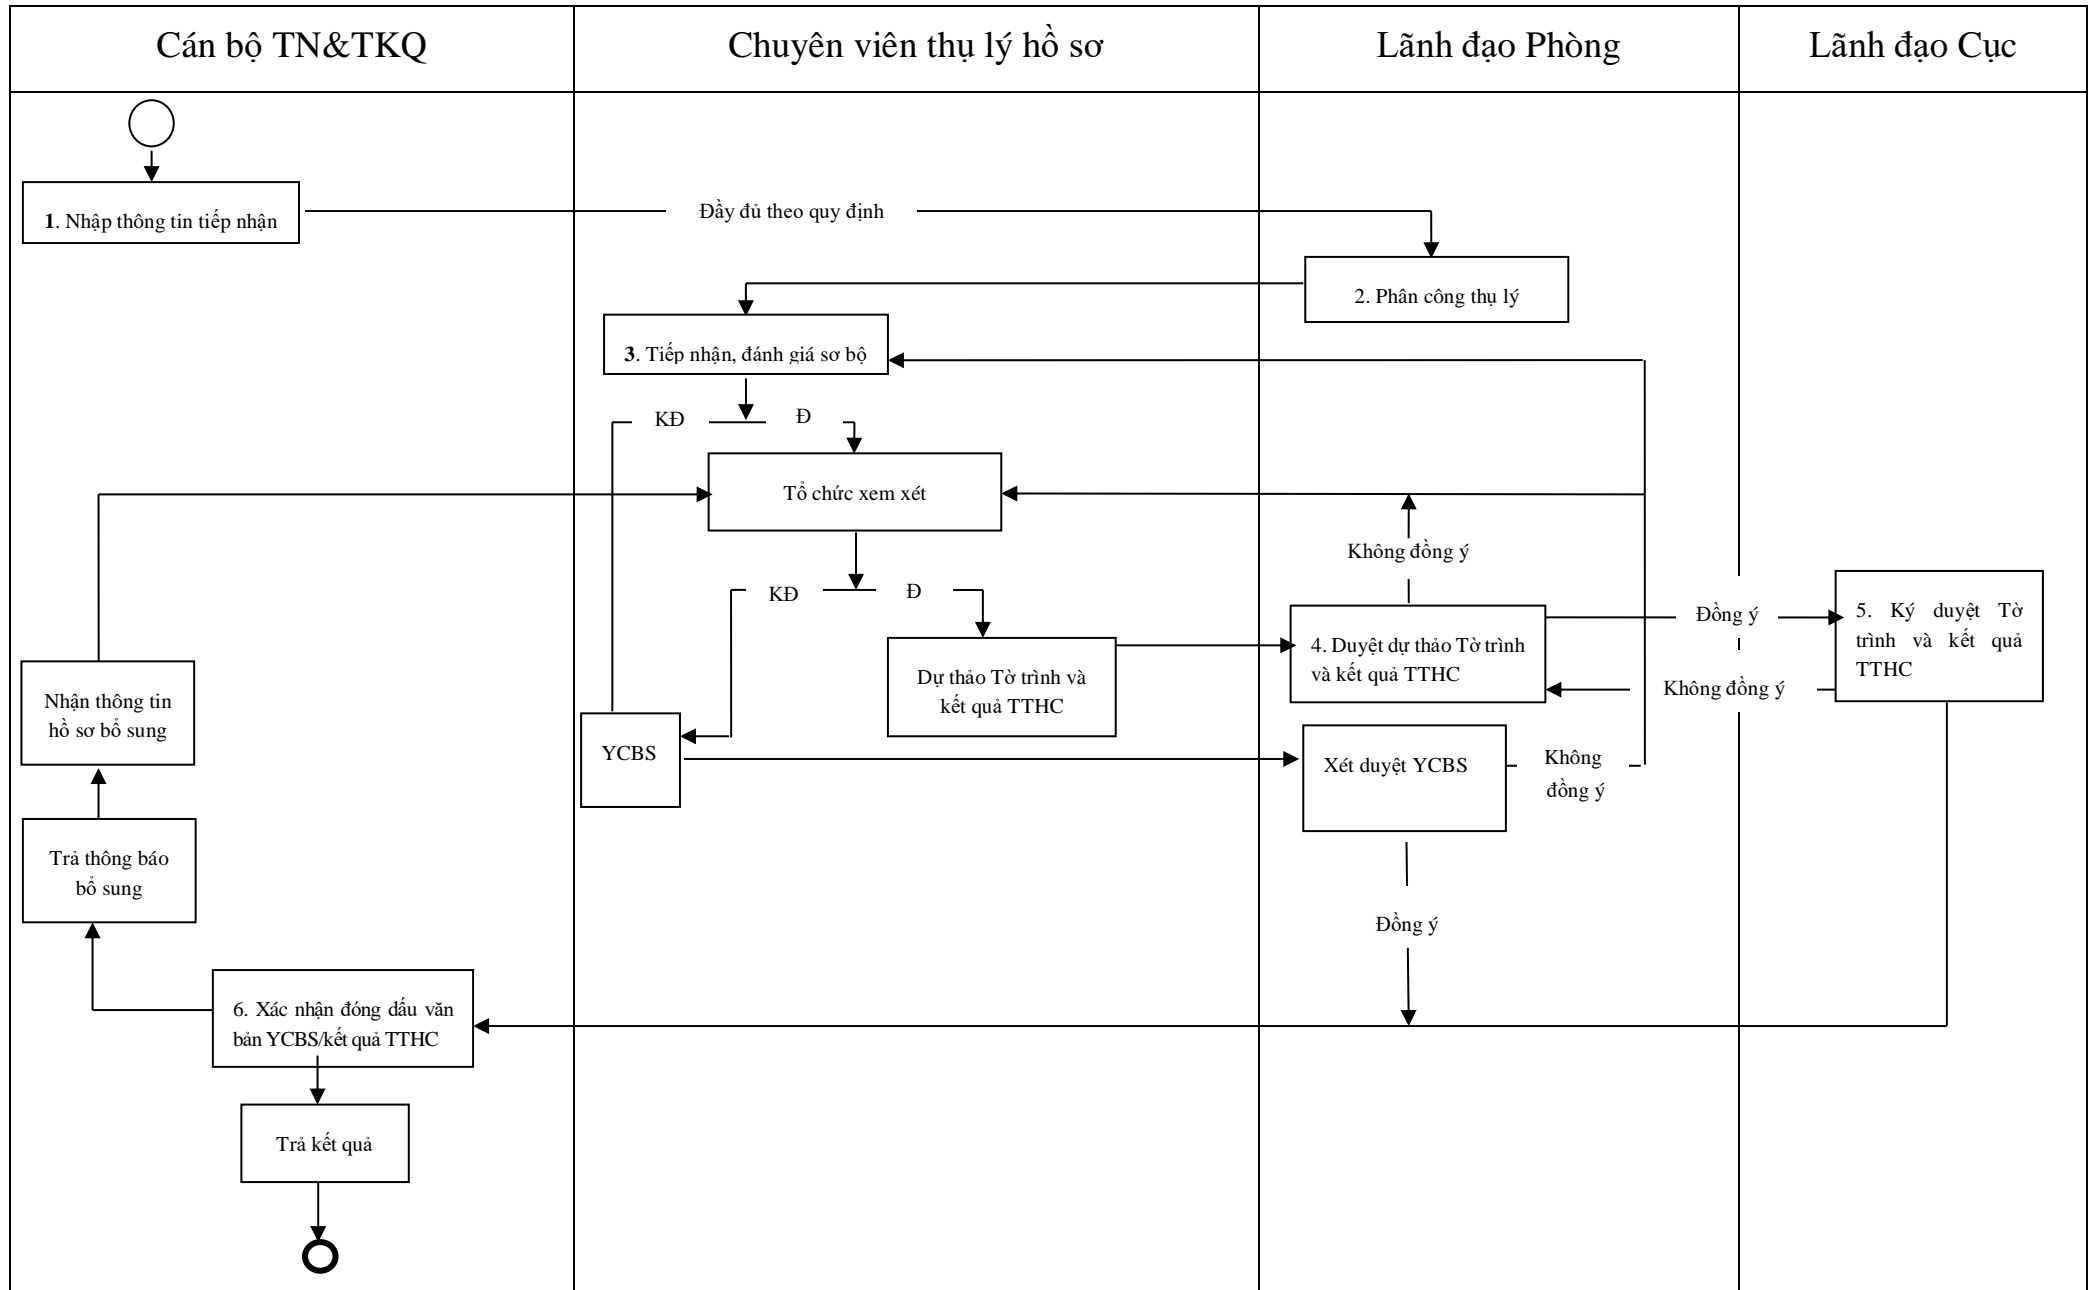 Cán bộ TN&TKQ
Chuyên viên thụ lý hồ sơ
Lãnh đạo Phòng
Lãnh đạo Cục
1. Nhập thông tin tiếp nhận
Đầy đủ theo quy định
2. Phân công thụ lý
3. Tiếp nhận, đánh giá sơ bộ
KĐ
Đ
Tổ chức xem xét
Không đồng ý
KĐ
Đ
Đồng ý
5. Ký duyệt Tờ
trình và kết quả
TTHC
4. Duyệt dự thảo Tờ trình
và kết quả TTHC
Dự thảo Tờ trình và
kết quả TTHC
Không đồng ý
Nhận thông tin
hồ sơ bổ sung
YCBS
Xét duyệt YCBS
Không
đồng ý
Trả thông báo
bổ sung
Đồng ý
6. Xác nhận đóng dấu văn
bản YCBS/kết quả TTHC
Trả kết quả